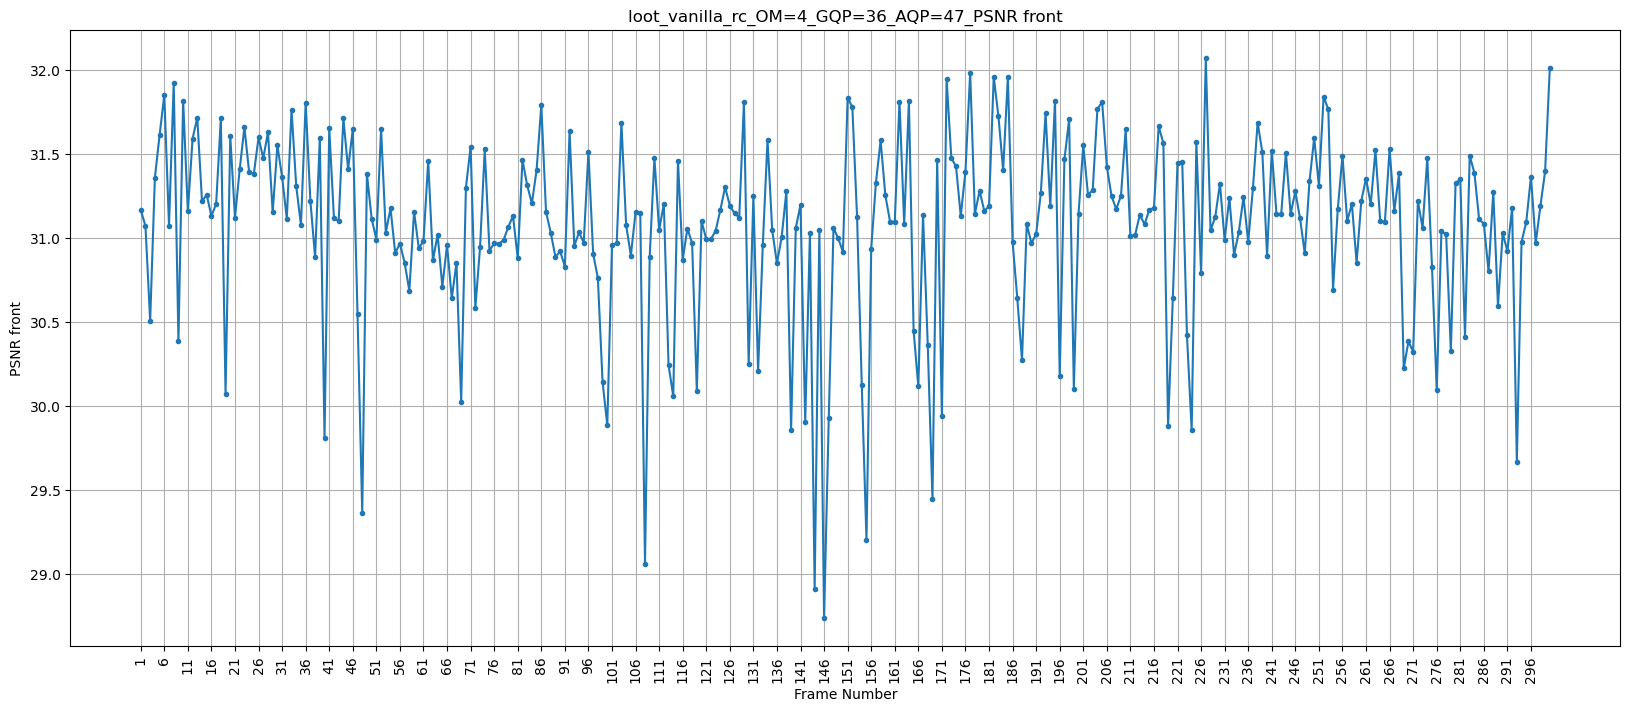 loot_vanilla_rc_OM=4_GQP=36_AQP=47_PSNR front
PSNR front
32.0
31.5
31.0
30.5
30.0
29.5
29.0
1 6 11 16 21 26 31 36 41 46 51 56 61 66 71 76 81 86 91 96 101 106 111 116 121 126 131 136 141 146 151 156 161 166 171 176 181 186 191 196 201 206 211 216 221 226 231 236 241 246 251 256 261 266 271 276 281 286 291 296
Frame Number